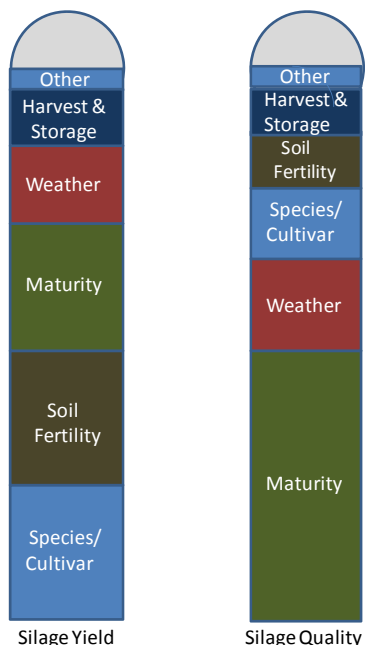 Other
Harvest &
Storage
Weather
Maturity
Soil
Fertility
Species/
Cultivar
Silage Yield
Other
Harvest &
Storage
Soil
Fertility
Species/
Cultivar
Weather
Maturity
Silage Quality